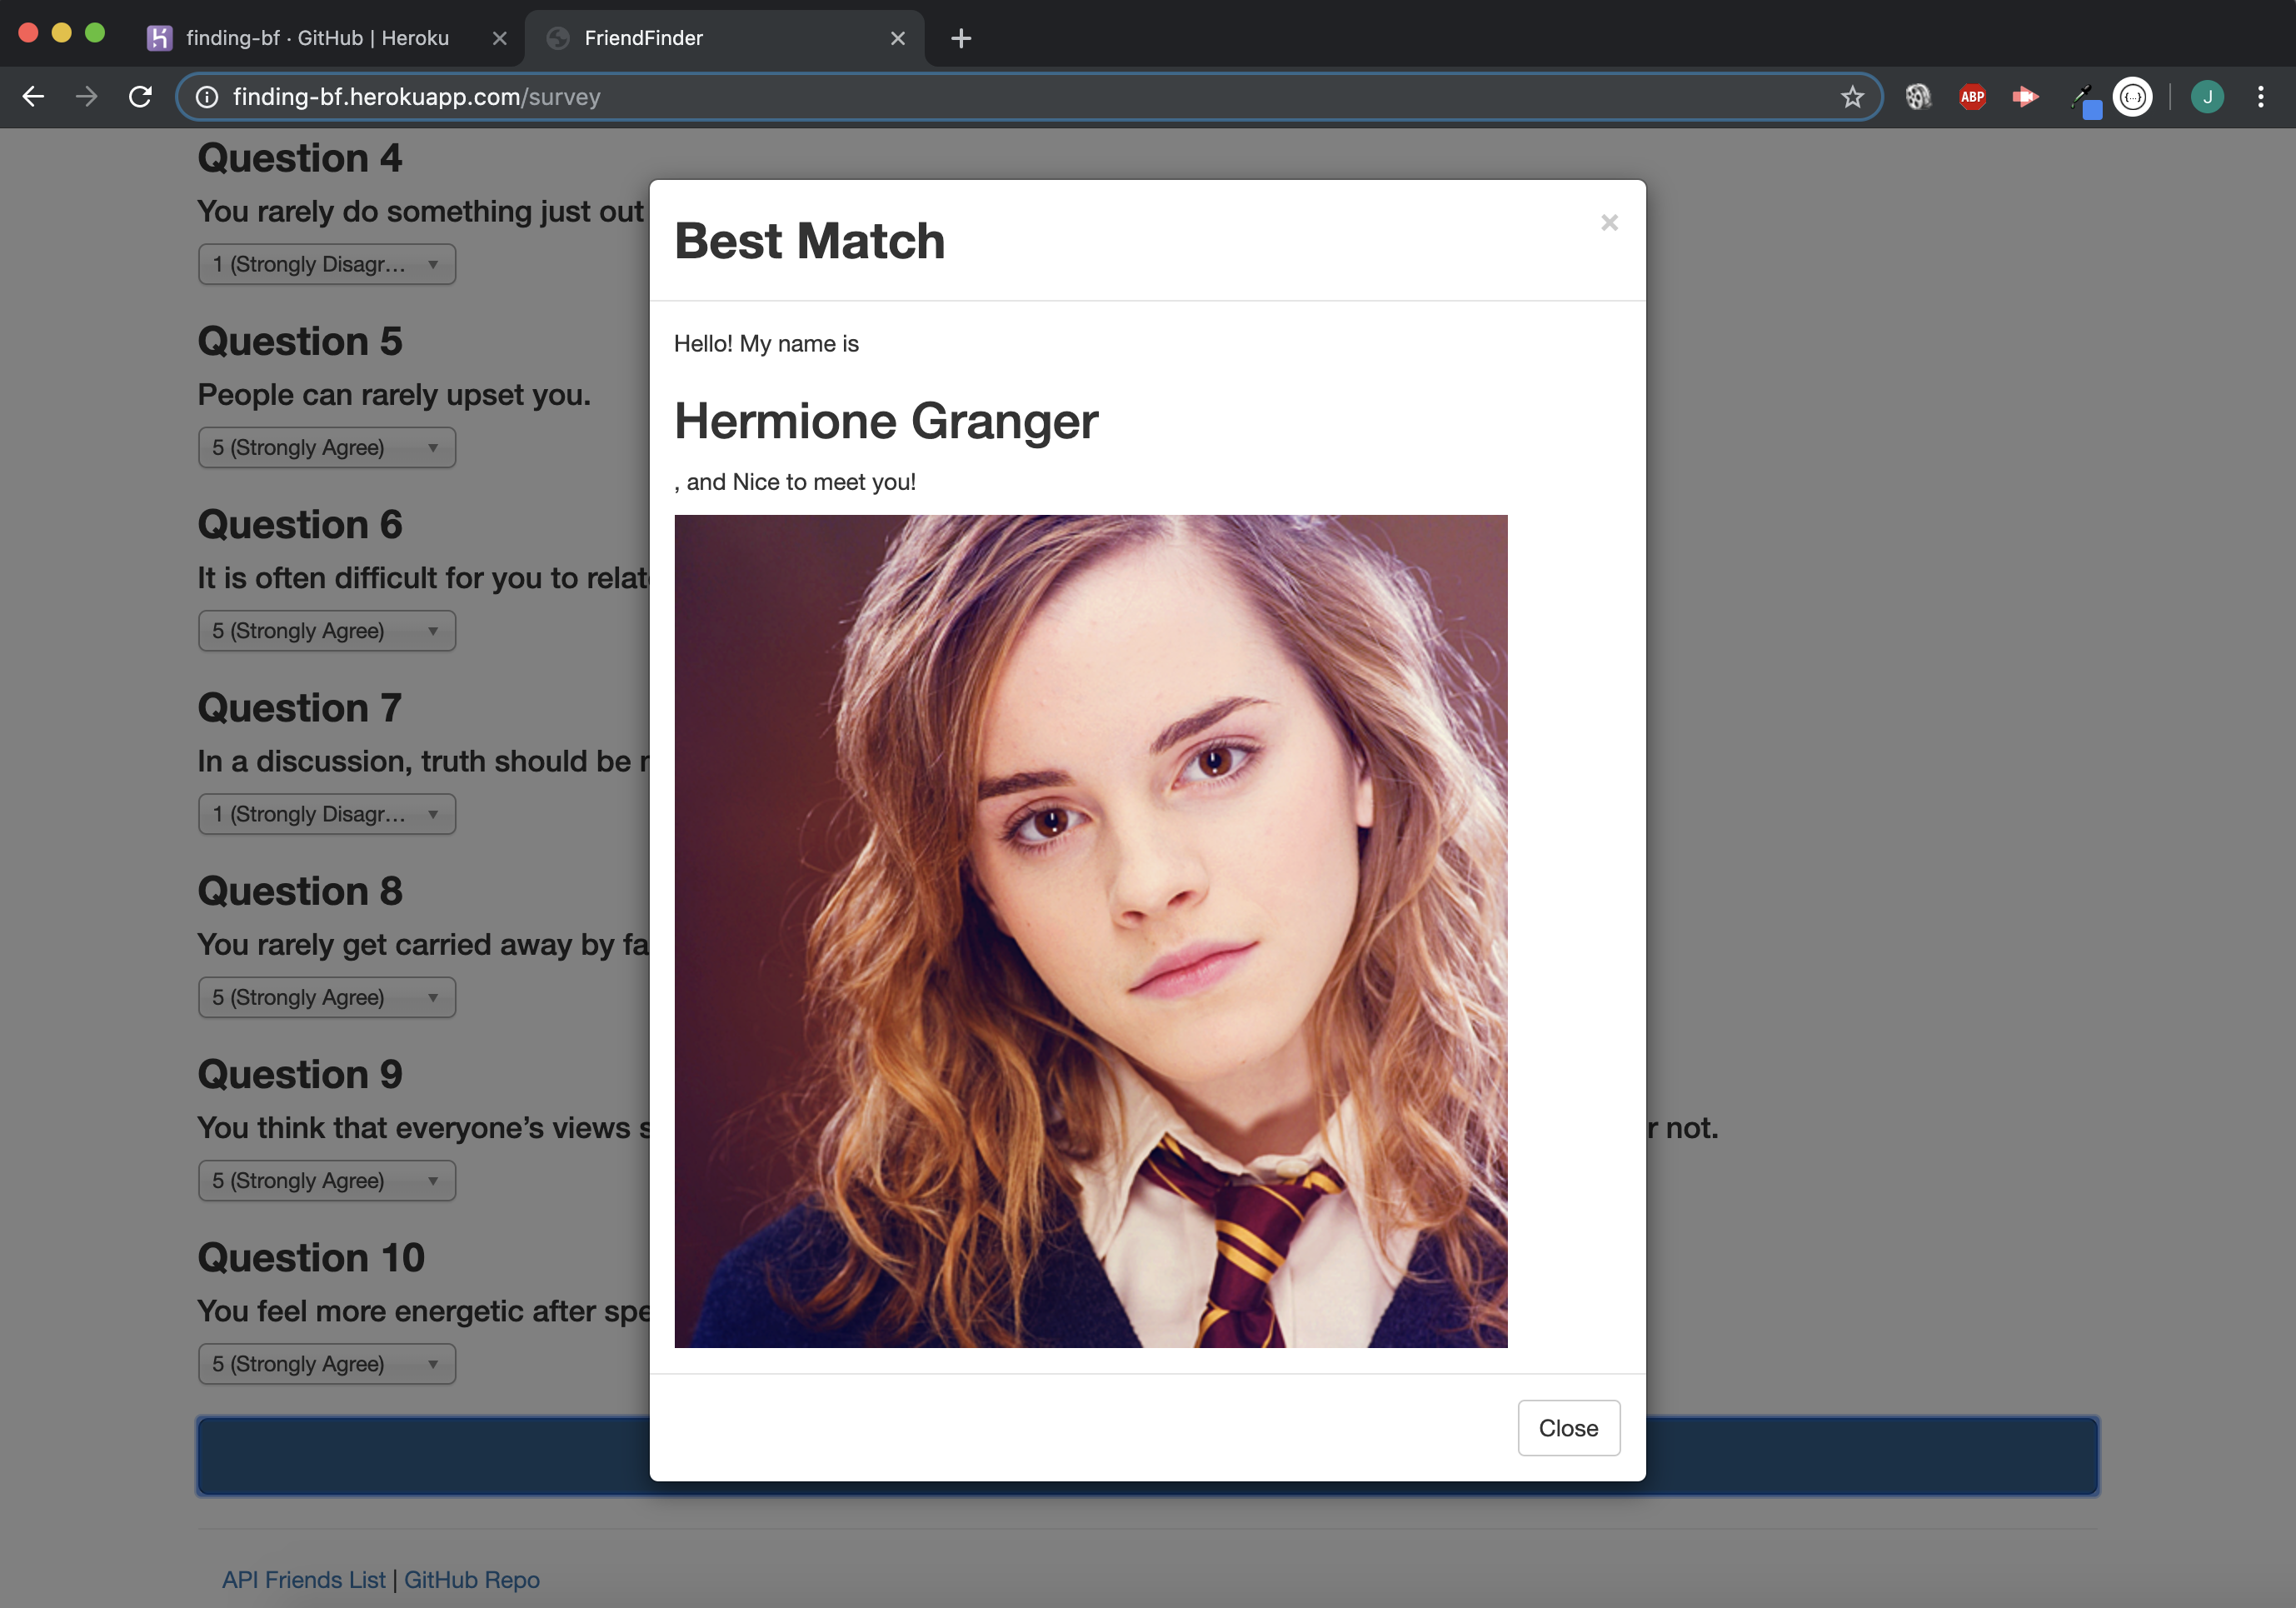 finding-bf · GitHub | Heroku
FriendFinder
finding-bf.herokuapp.com/survey
ABP
{...}
J
Question 4
You rarely do something just out
1 (Strongly Disagr...
Question 5
People can rarely upset you.
5 (Strongly Agree)
Question 6
It is often difficult for you to relat
5 (Strongly Agree)
Question 7
In a discussion, truth should be
1 (Strongly Disagr...
Question 8
You rarely get carried away by fa
5 (Strongly Agree)
Question 9
You think that everyone’s views s
r not.
5 (Strongly Agree)
Question 10
You feel more energetic after spe
5 (Strongly Agree)
Best Match
×
Hello! My name is
Hermione Granger
, and Nice to meet you!
Close
API Friends List | GitHub Repo